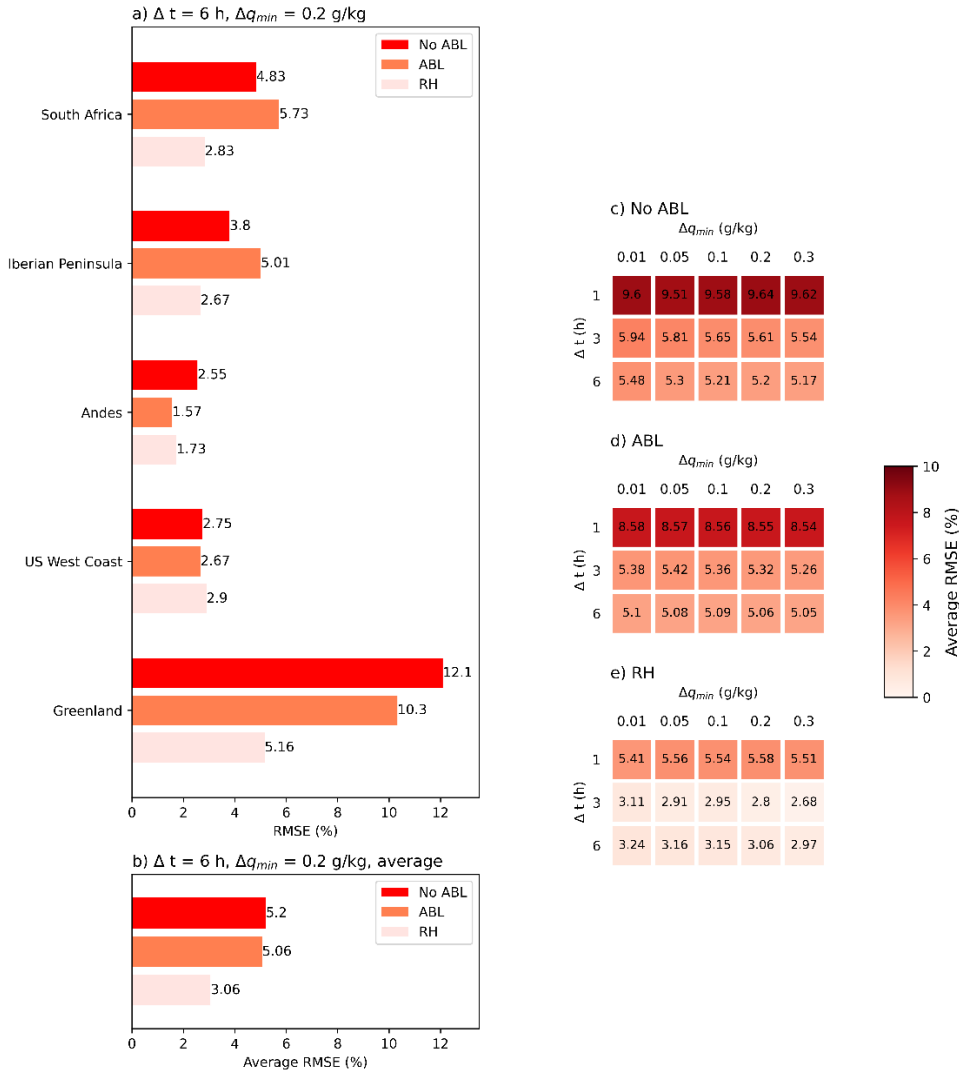 a) Δ t = 6 h, Δq_min = 0.2 g/kg
No ABL
ABL
RH
South Africa
4.83
5.73
2.83
Iberian Peninsula
3.8
5.01
2.67
Andes
2.55
1.57
1.73
US West Coast
2.75
2.67
2.9
Greenland
12.1
10.3
5.16
0 2 4 6 8 10 12
RMSE (%)
b) Δ t = 6 h, Δq_min = 0.2 g/kg, average
No ABL
ABL
RH
5.2
5.06
3.06
0 2 4 6 8 10 12
Average RMSE (%)
c) No ABL
Δq_min (g/kg)
0.01 0.05 0.1 0.2 0.3
Δ t (h)
1 9.6 9.51 9.58 9.64 9.62
3 5.94 5.81 5.65 5.61 5.54
6 5.48 5.3 5.21 5.2 5.17
d) ABL
Δq_min (g/kg)
0.01 0.05 0.1 0.2 0.3
Δ t (h)
1 8.58 8.57 8.56 8.55 8.54
3 5.38 5.42 5.36 5.32 5.26
6 5.1 5.08 5.09 5.06 5.05
e) RH
Δq_min (g/kg)
0.01 0.05 0.1 0.2 0.3
Δ t (h)
1 5.41 5.56 5.54 5.58 5.51
3 3.11 2.91 2.95 2.8 2.68
6 3.24 3.16 3.15 3.06 2.97
10
8
6
4
2
0
Average RMSE (%)